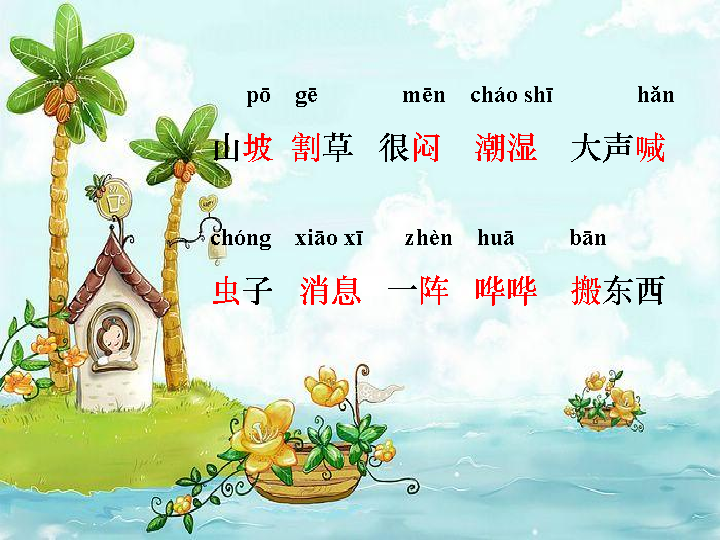 pō gē mēn cháo shī hǎn
山坡 割草 很闷 潮湿 大声喊
chóng xiāo xī zhèn huā bān
虫子 消息 一阵 哗哗 搬东西